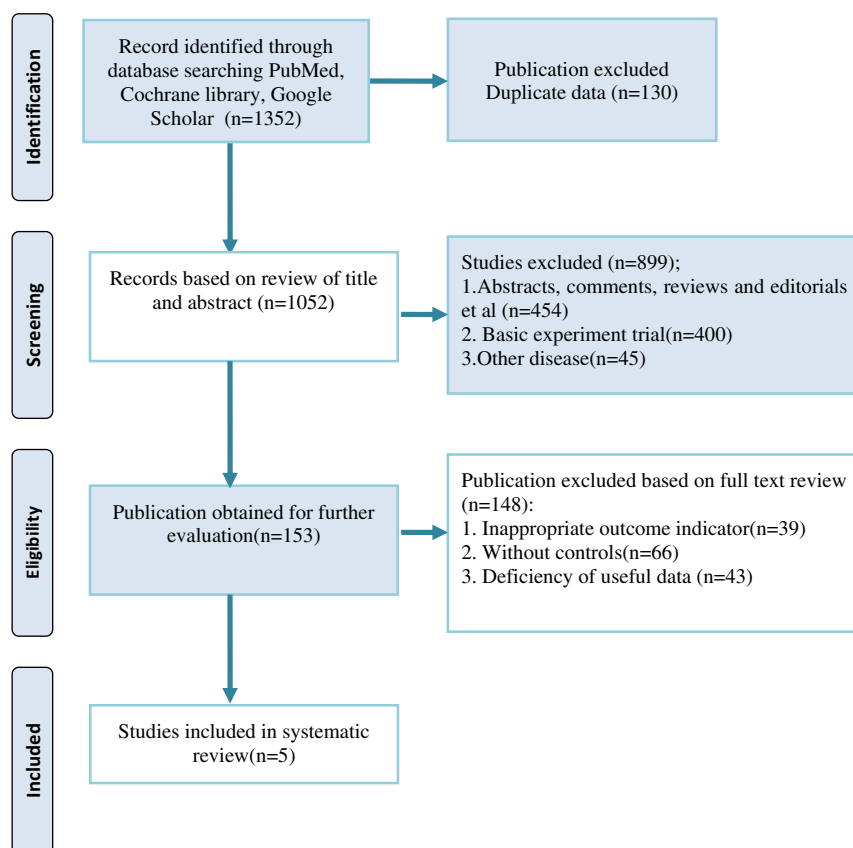 Identification
Record identified through
database searching PubMed,
Cochrane library, Google
Scholar (n=1352)
Publication excluded
Duplicate data (n=130)
Screening
Records based on review of title
and abstract (n=1052)
Studies excluded (n=899);
1.Abstracts, comments, reviews and editorials
et al (n=454)
2. Basic experiment trial(n=400)
3.Other disease(n=45)
Eligibility
Publication obtained for further
evaluation(n=153)
Publication excluded based on full text review
(n=148):
1. Inappropriate outcome indicator(n=39)
2. Without controls(n=66)
3. Deficiency of useful data (n=43)
Included
Studies included in systematic
review(n=5)